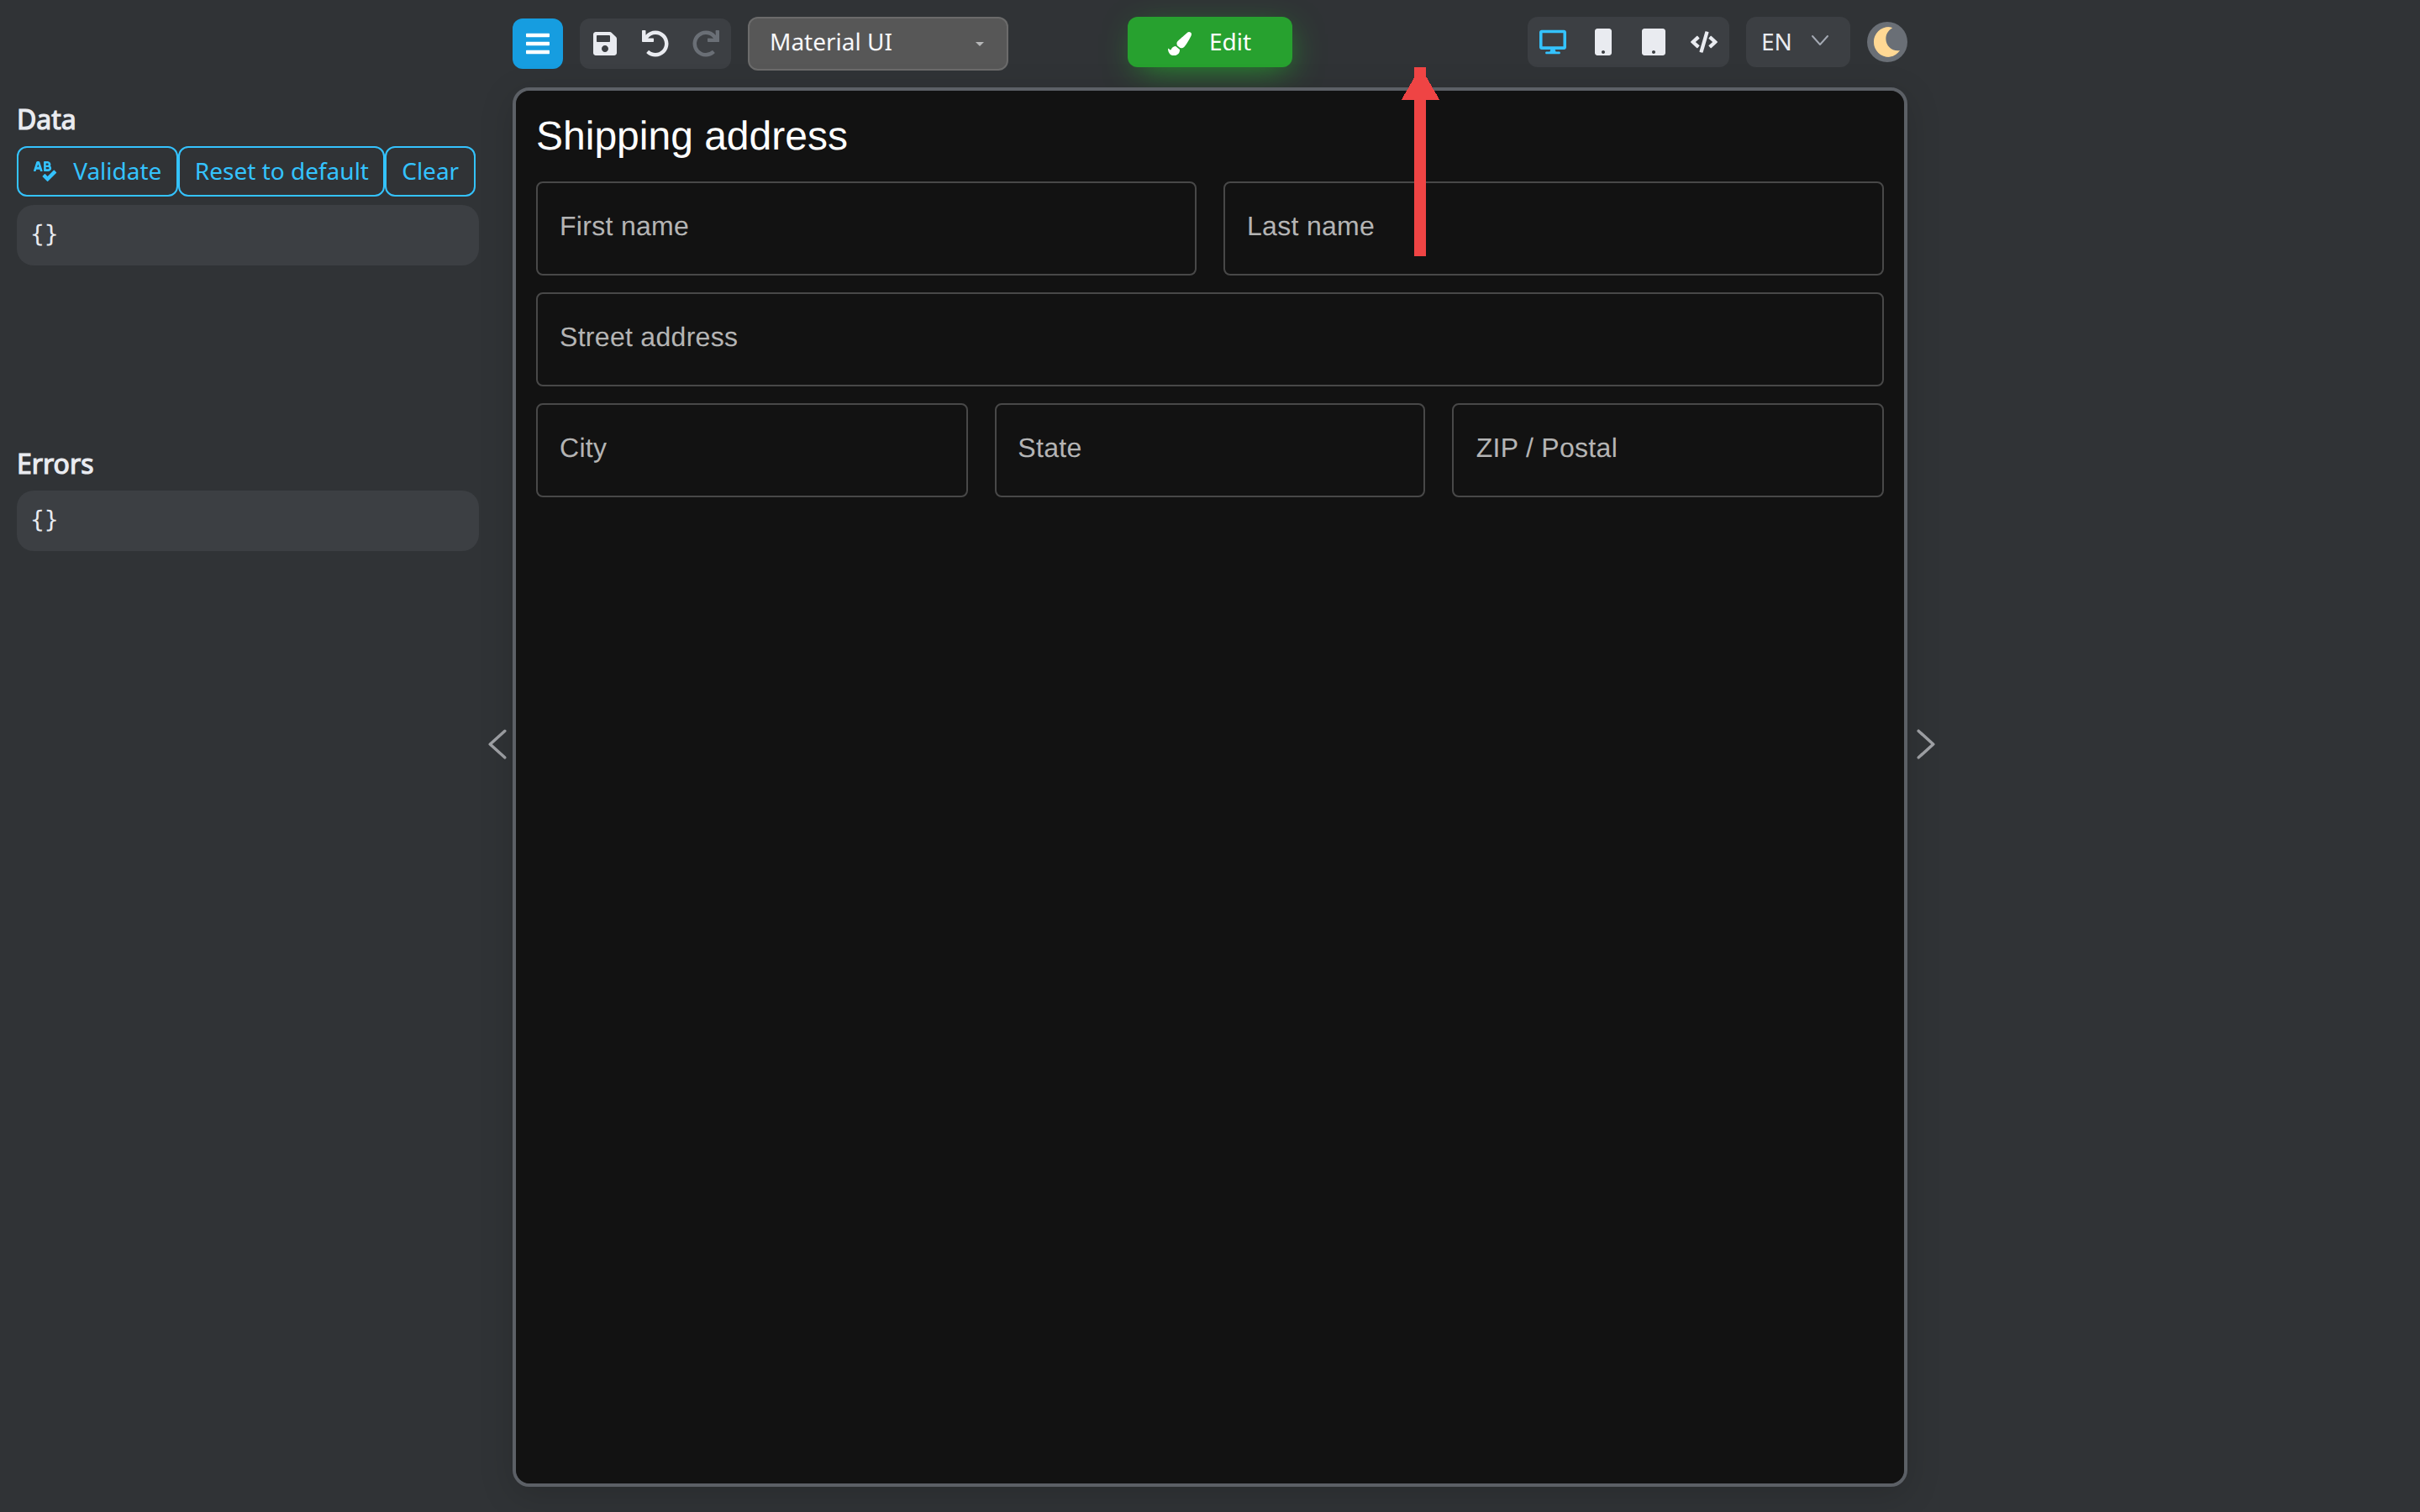 Material UI
Edit
EN
Data
AB Validate Reset to default Clear
{}
Errors
{}
Shipping address
First name Last name
Street address
City State ZIP / Postal